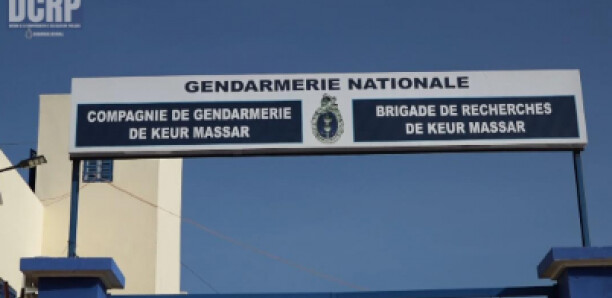 DCRP
GENDARMERIE NATIONALE
COMPAGNIE DE GENDARMERIE
DE KEUR MASSAR
BRIGADE DE RECHERCHES
DE KEUR MASSAR